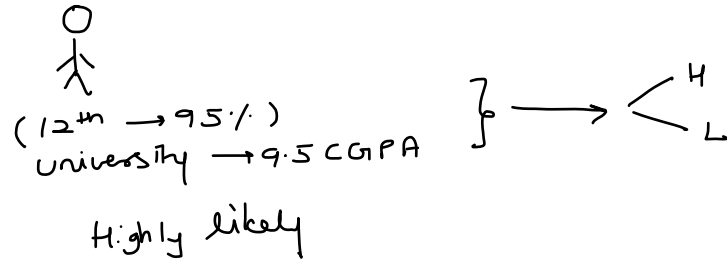 (12th → 95%)
university → 9.5 CGPA
H
L
Highly likely